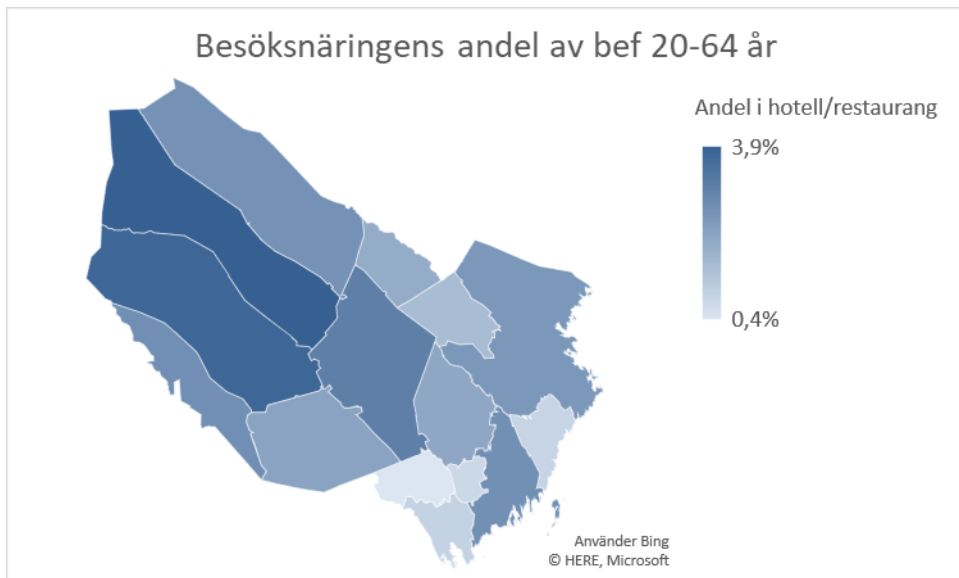 Besöksnäringens andel av bef 20-64 år
Andel i hotell/restaurang
3,9%
0,4%
Använder Bing
© HERE, Microsoft